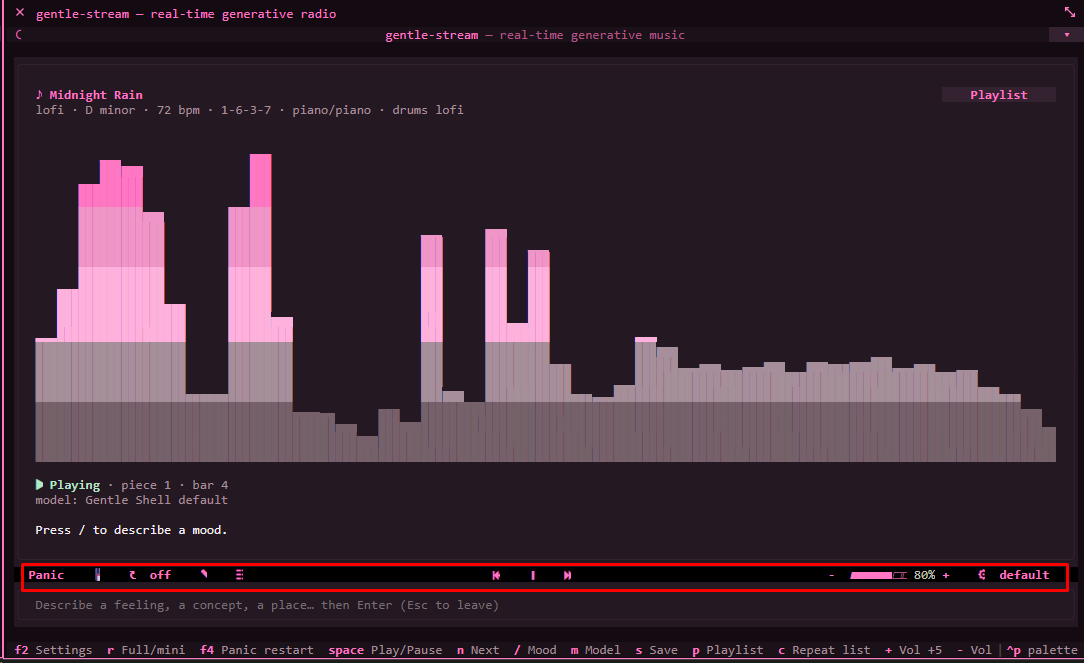 gentle-stream — real-time generative radio
gentle-stream — real-time generative music
♪ Midnight Rain
lofi · D minor · 72 bpm · 1-6-3-7 · piano/piano · drums lofi
Playlist
▶ Playing · piece 1 · bar 4
model: Gentle Shell default
Press / to describe a mood.
Panic off - 80% + default
Describe a feeling, a concept, a place… then Enter (Esc to leave)
f2 Settings r Full/mini f4 Panic restart space Play/Pause n Next / Mood m Model s Save p Playlist c Repeat list + Vol +5 - Vol ^p palette